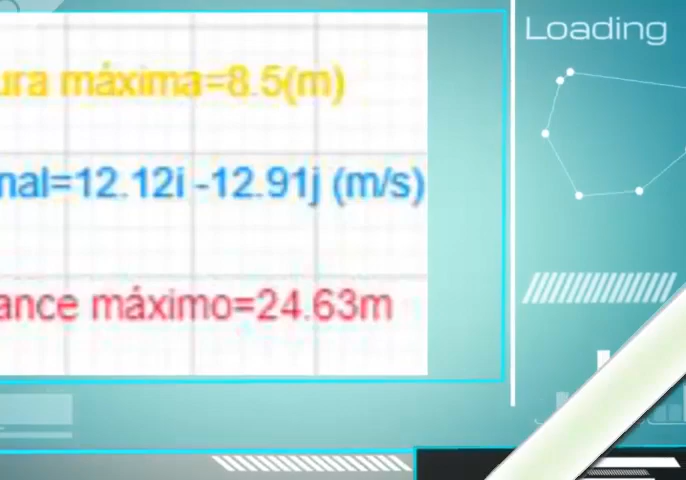 ura máxima=8.5(m)
nal=12.12i -12.91j (m/s)
ance máximo=24.63m
Loading